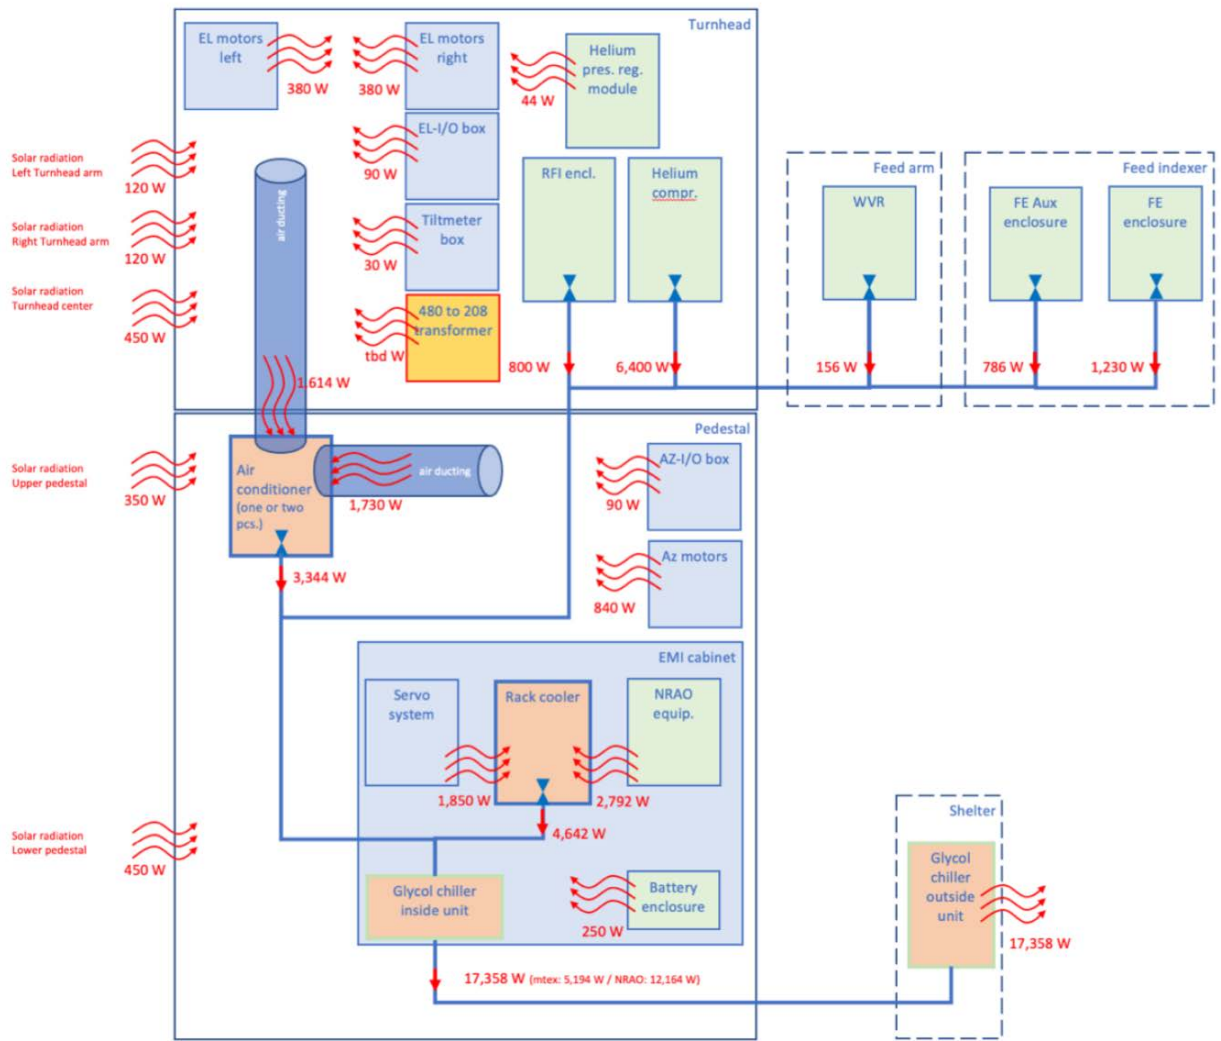 Turnhead
EL motors
left
380 W
EL motors
right
380 W
Helium
pres. reg.
module
44 W
EL-I/O box
90 W
Solar radiation
Left Turnhead arm
120 W
air ducting
RFI encl.
Helium
compr.
Feed arm
WVR
Feed indexer
FE Aux
enclosure
FE
enclosure
Solar radiation
Right Turnhead arm
120 W
Tiltmeter
box
30 W
Solar radiation
Turnhead center
450 W
480 to 208
transformer
tbd W
800 W
6,400 W
156 W
786 W
1,230 W
1.614 W
Pedestal
Solar radiation
Upper pedestal
350 W
Air
conditioner
(one or two
pcs.)
air ducting
1,730 W
AZ-I/O box
90 W
3,344 W
Az motors
840 W
EMI cabinet
Servo
system
1,850 W
Rack cooler
NRAO
equip.
2,792 W
4,642 W
Solar radiation
Lower pedestal
450 W
Glycol chiller
inside unit
Battery
enclosure
250 W
Shelter
Glycol
chiller
outside
unit
17,358 W
17,358 W (mtex: 5,194 W / NRAO: 12,164 W)